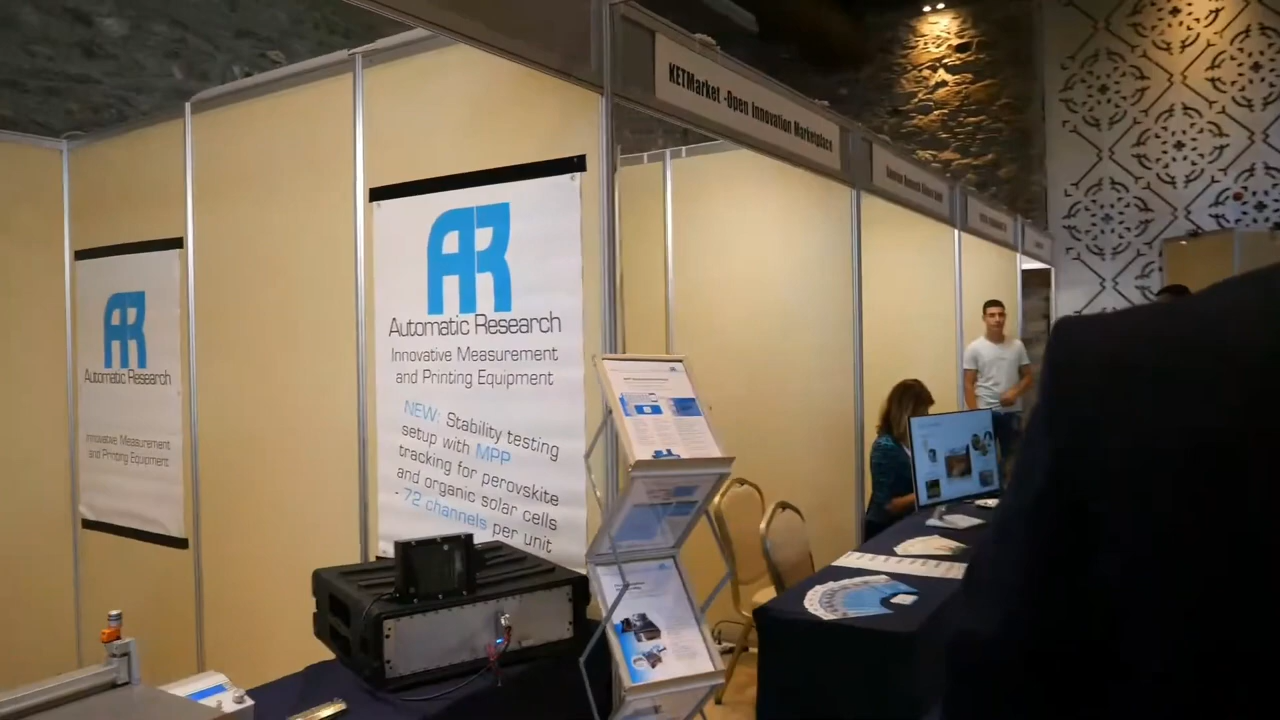 KETMarket -Open Innovation Marketplace
AR
Automatic Research
Innovative Measurement
and Printing Equipment
NEW: Stability testing
setup with MPP
tracking for perovskite
and organic solar cells
- 72 channels per unit
AR
Automatic Research
Innovative Measurement
and Printing Equipment